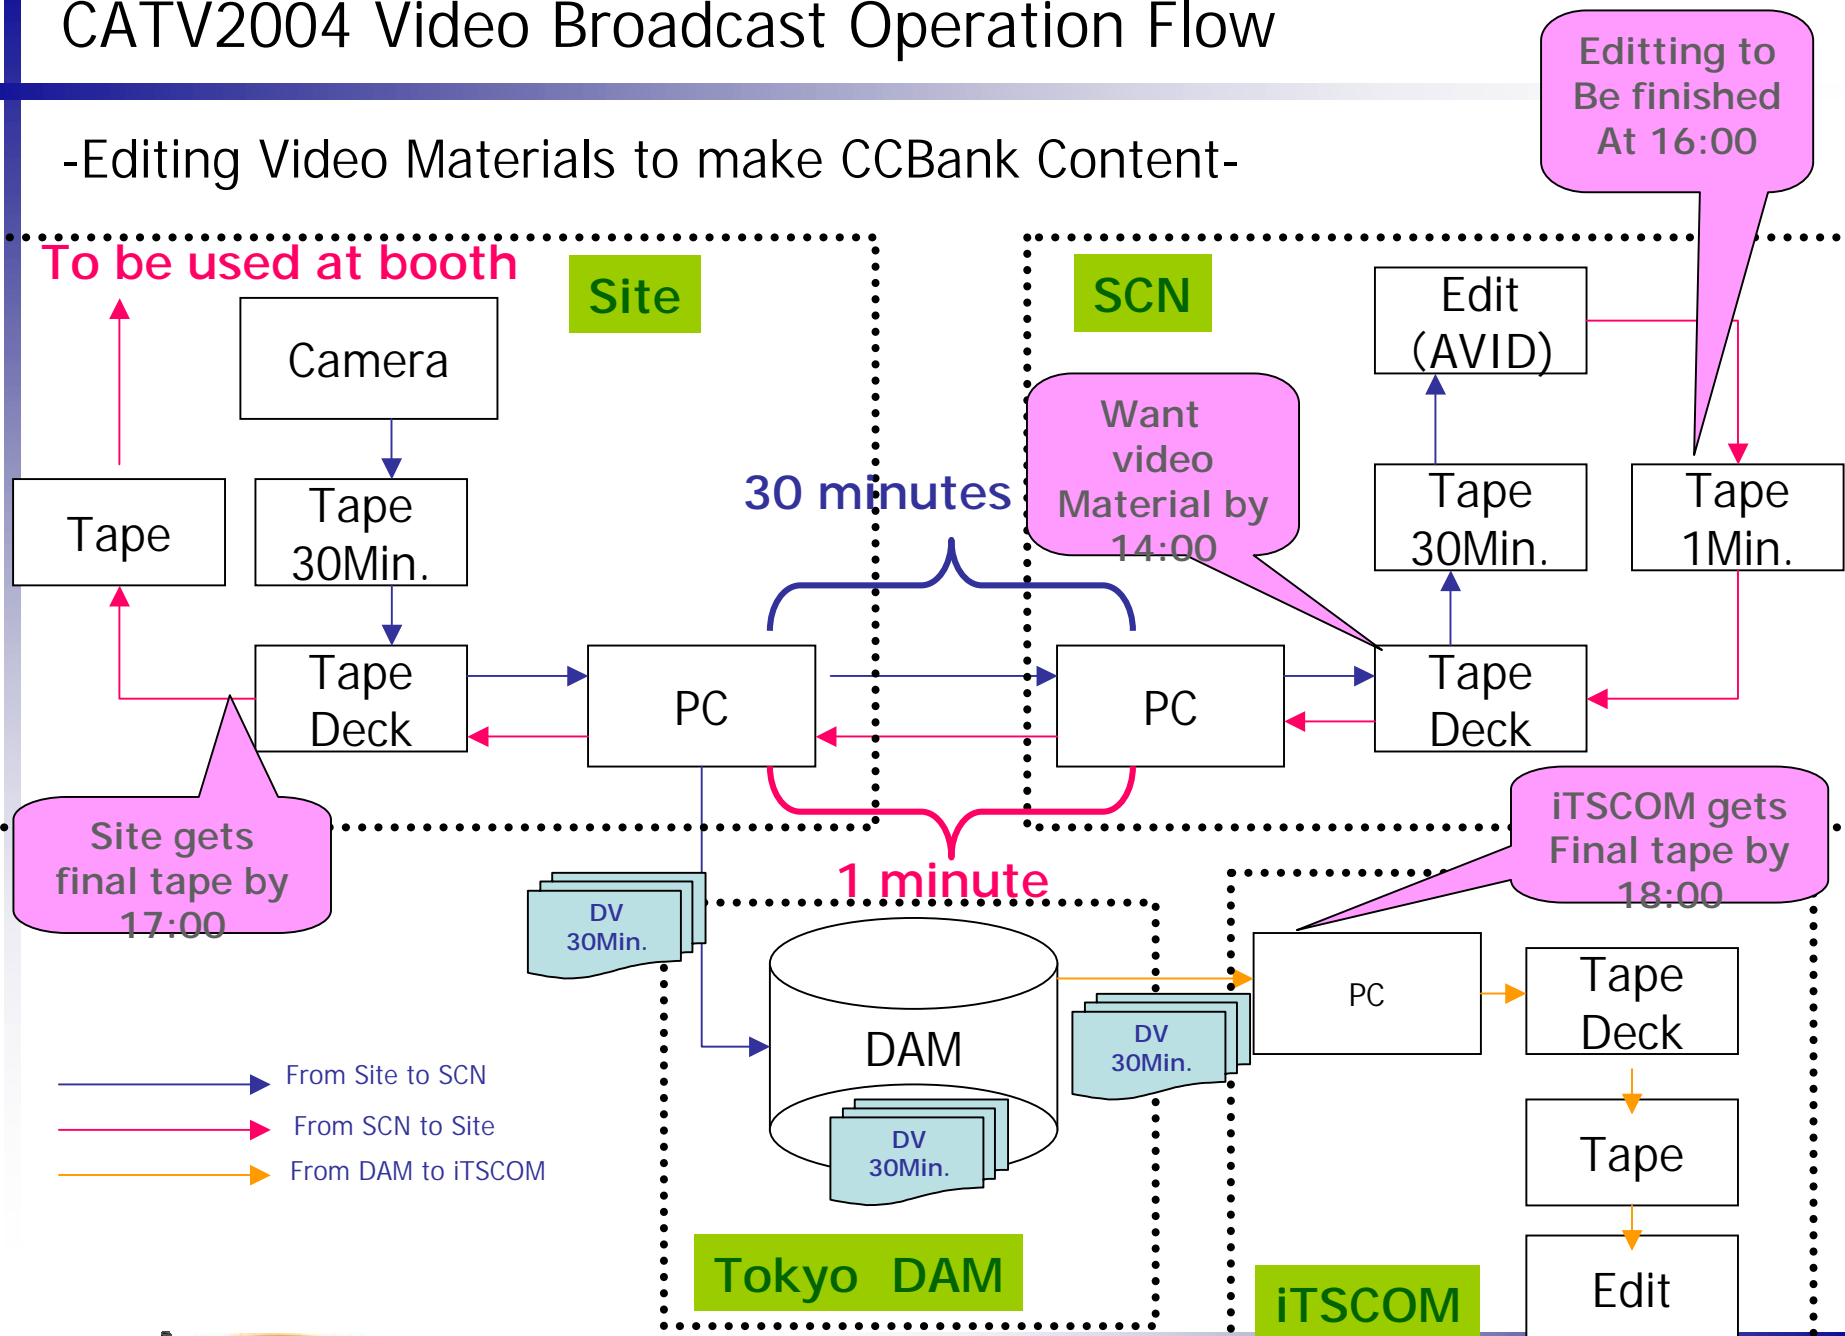 CATV2004 Video Broadcast Operation Flow
-Editing Video Materials to make CCBank Content-
Editting to
Be finished
At 16:00
To be used at booth
Site
Camera
Tape
Tape
30Min.
Tape
Deck
PC
30 minutes
1 minute
Site gets
final tape by
17:00
SCN
Edit
(AVID)
Want
video
Material by
14:00
Tape
30Min.
Tape
1Min.
PC
Tape
Deck
iTSCOM gets
Final tape by
18:00
DV
30Min.
DAM
DV
30Min.
DV
30Min.
Tokyo DAM
PC
Tape
Deck
Tape
Edit
iTSCOM
From Site to SCN
From SCN to Site
From DAM to iTSCOM